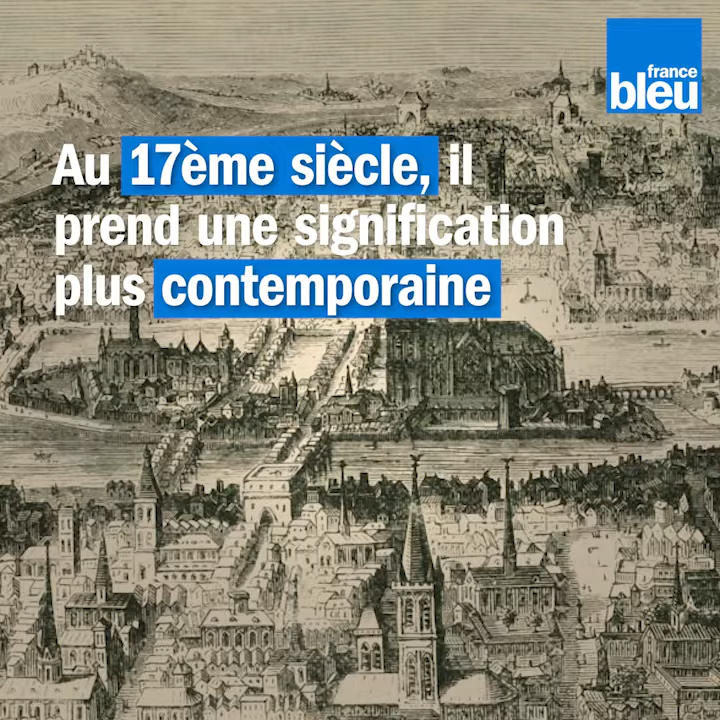 france
bleu
Au 17ème siècle, il
prend une signification
plus contemporaine